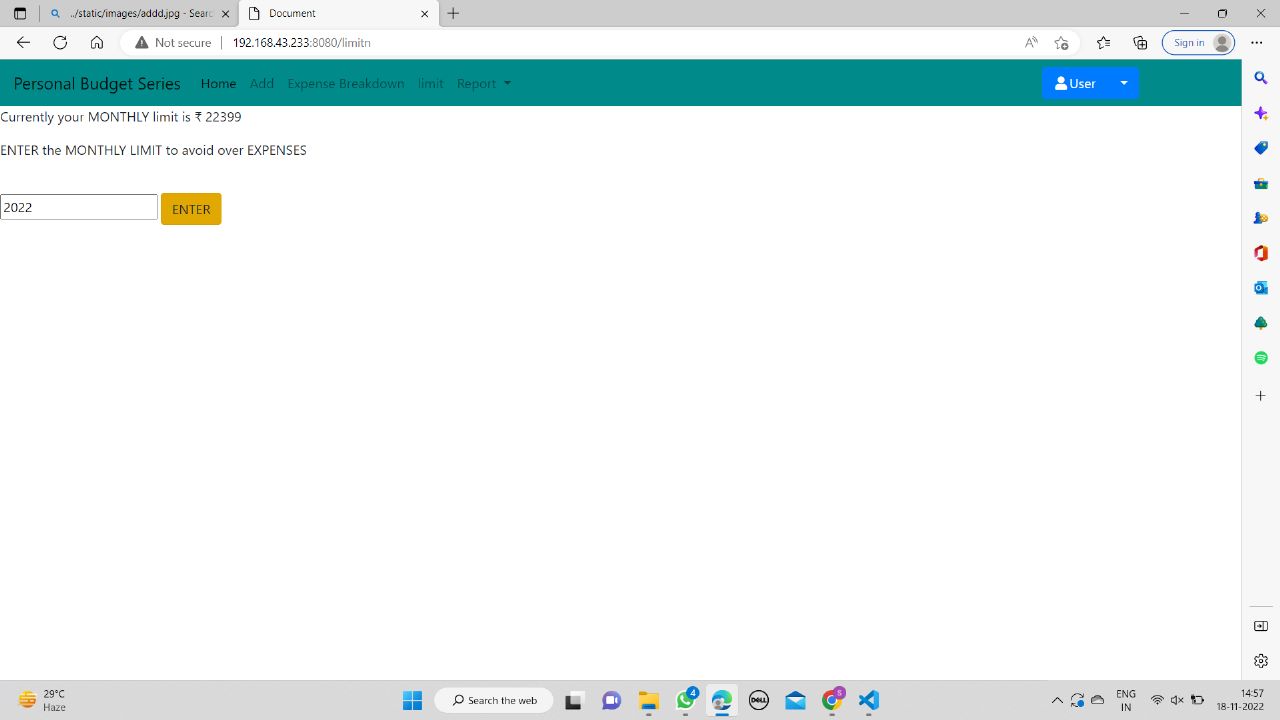 ../static/images/addd.jpg - Searc
Document
Not secure
192.168.43.233:8080/limitn
Sign in
Personal Budget Series
Home
Add
Expense Breakdown
limit
Report
User
Currently your MONTHLY limit is ₹ 22399
ENTER the MONTHLY LIMIT to avoid over EXPENSES
2022
ENTER
29°C
Haze
Search the web
4
DELL
S
ENG
IN
14:57
18-11-2022